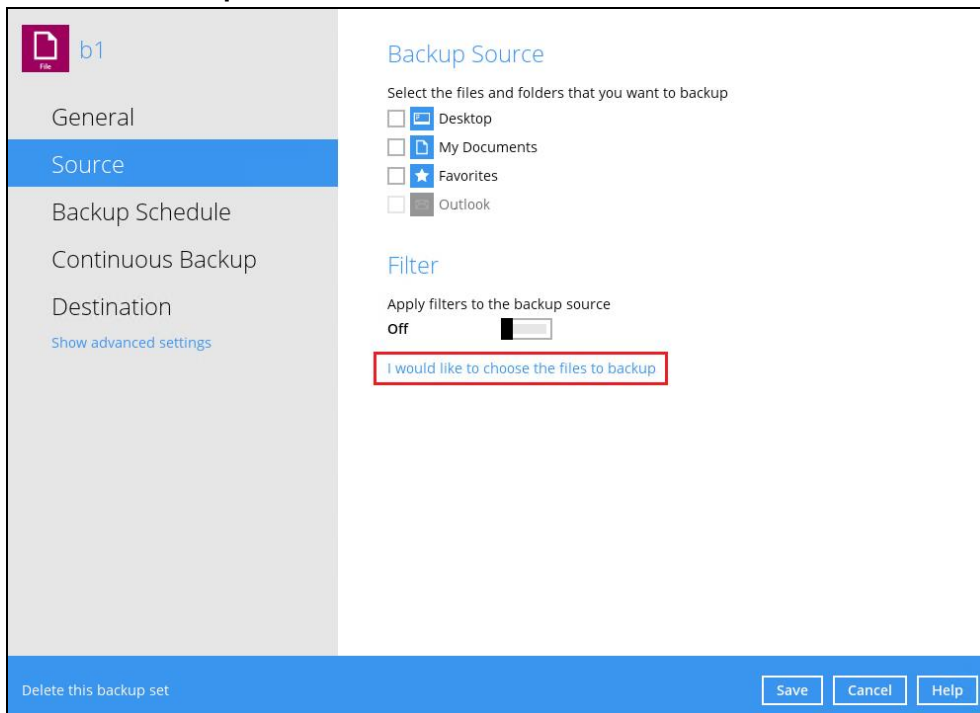 File
b1
General
Source
Backup Schedule
Continuous Backup
Destination
Show advanced settings
Backup Source
Select the files and folders that you want to backup
Desktop
My Documents
Favorites
Outlook
Filter
Apply filters to the backup source
Off
I would like to choose the files to backup
Delete this backup set
Save
Cancel
Help